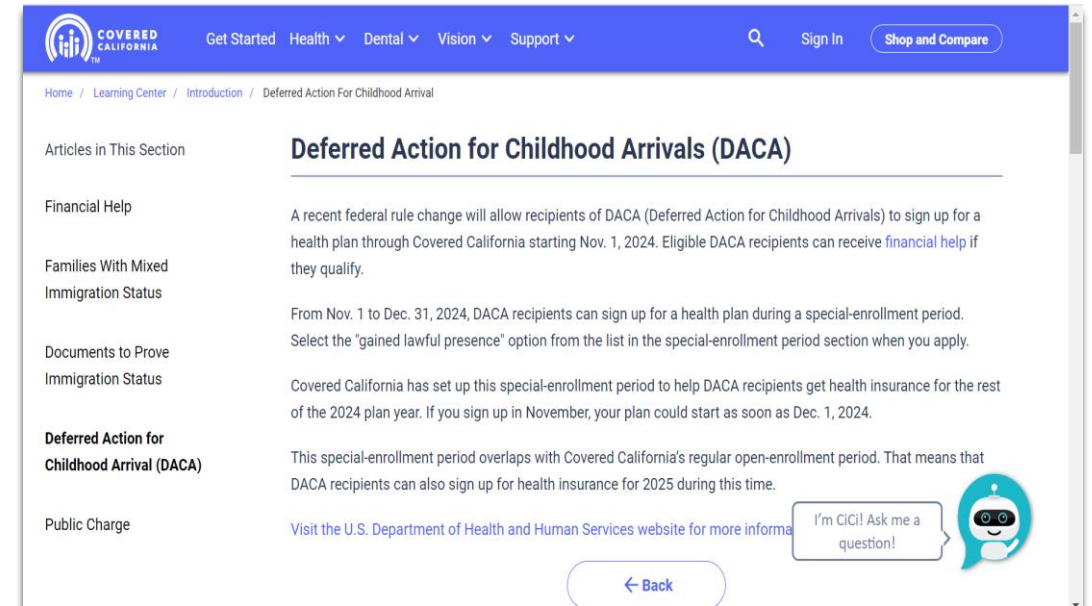 COVERED
CALIFORNIA
TM
Get Started Health Dental Vision Support Sign In Shop and Compare
Home / Learning Center / Introduction / Deferred Action For Childhood Arrival
Articles in This Section
Financial Help
Families With Mixed
Immigration Status
Documents to Prove
Immigration Status
Deferred Action for
Childhood Arrival (DACA)
Public Charge
Deferred Action for Childhood Arrivals (DACA)
A recent federal rule change will allow recipients of DACA (Deferred Action for Childhood Arrivals) to sign up for a
health plan through Covered California starting Nov. 1, 2024. Eligible DACA recipients can receive financial help if
they qualify.
From Nov. 1 to Dec. 31, 2024, DACA recipients can sign up for a health plan during a special-enrollment period.
Select the "gained lawful presence" option from the list in the special-enrollment period section when you apply.
Covered California has set up this special-enrollment period to help DACA recipients get health insurance for the rest
of the 2024 plan year. If you sign up in November, your plan could start as soon as Dec. 1, 2024.
This special-enrollment period overlaps with Covered California's regular open-enrollment period. That means that
DACA recipients can also sign up for health insurance for 2025 during this time.
Visit the U.S. Department of Health and Human Services website for more informa
I'm CiCi! Ask me a
question!
← Back